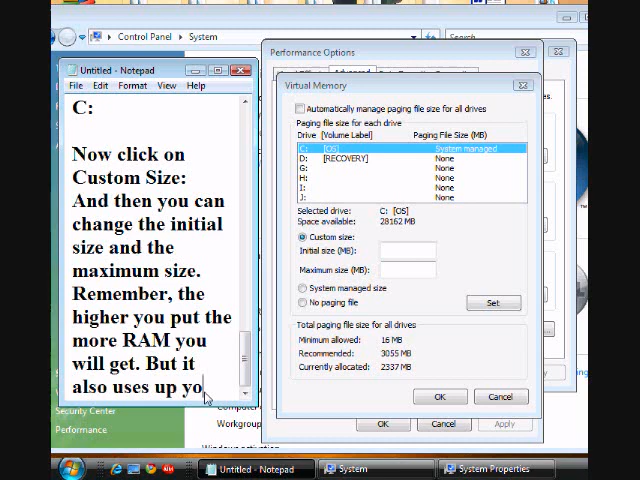 Control Panel
System
Search
Performance Options
Untitled - Notepad
Advanced
File Edit Format View Help
C:
Now click on
Custom Size:
And then you can
change the initial
size and the
maximum size.
Remember, the
higher you put the
more RAM you
will get. But it
also uses up yo
Virtual Memory
Automatically manage paging file size for all drives
Paging file size for each drive
Drive [Volume Label] Paging File Size (MB)
C: [OS] System managed
D: [RECOVERY] None
G: None
H: None
I: None
J: None
Selected drive: C: [OS]
Space available: 28162 MB
Custom size:
Initial size (MB):
Maximum size (MB):
System managed size
No paging file
Set
Total paging file size for all drives
Minimum allowed: 16 MB
Recommended: 3055 MB
Currently allocated: 2337 MB
OK Cancel
OK Cancel Apply
Security Center
Performance
Workgroup
Untitled - Notepad
System
System Properties